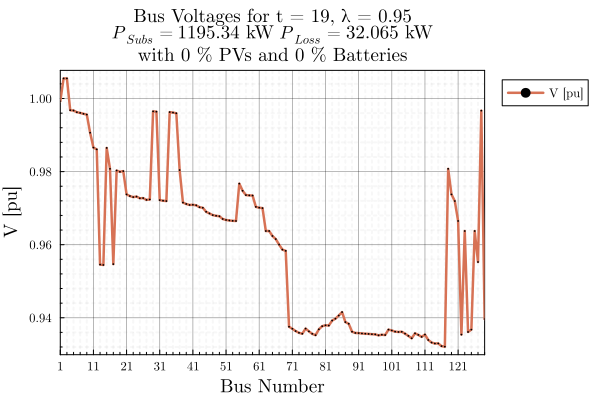 Bus Voltages for t = 19, λ = 0.95
P_Subs = 1195.34 kW P_Loss = 32.065 kW
with 0 % PVs and 0 % Batteries
V [pu]
1.00
0.98
0.96
0.94
V [pu]
1 11 21 31 41 51 61 71 81 91 101 111 121
Bus Number